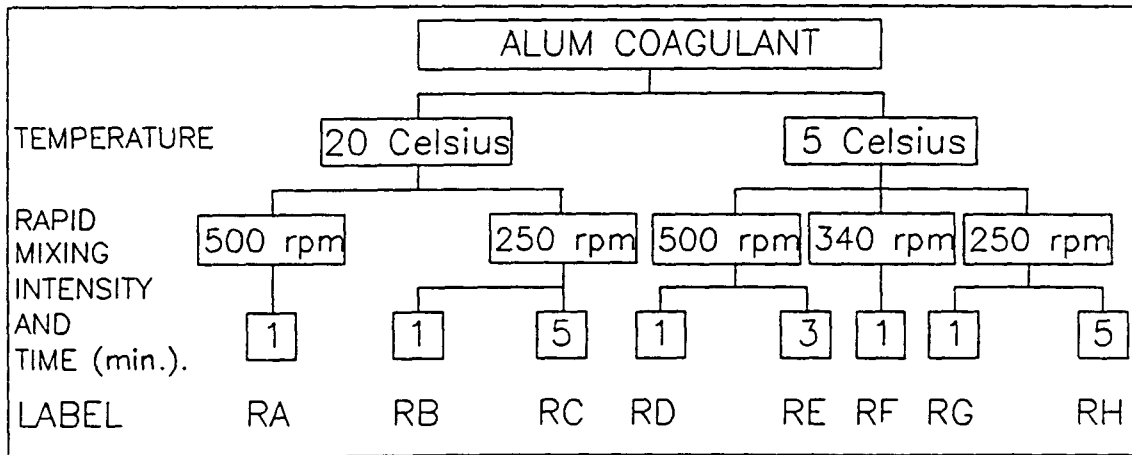 ALUM COAGULANT
TEMPERATURE 20 Celsius 5 Celsius
RAPID
MIXING
INTENSITY
AND
TIME (min.).
500 rpm 250 rpm 500 rpm 340 rpm 250 rpm
1 1 5 1 3 1 1 5
LABEL RA RB RC RD RE RF RG RH